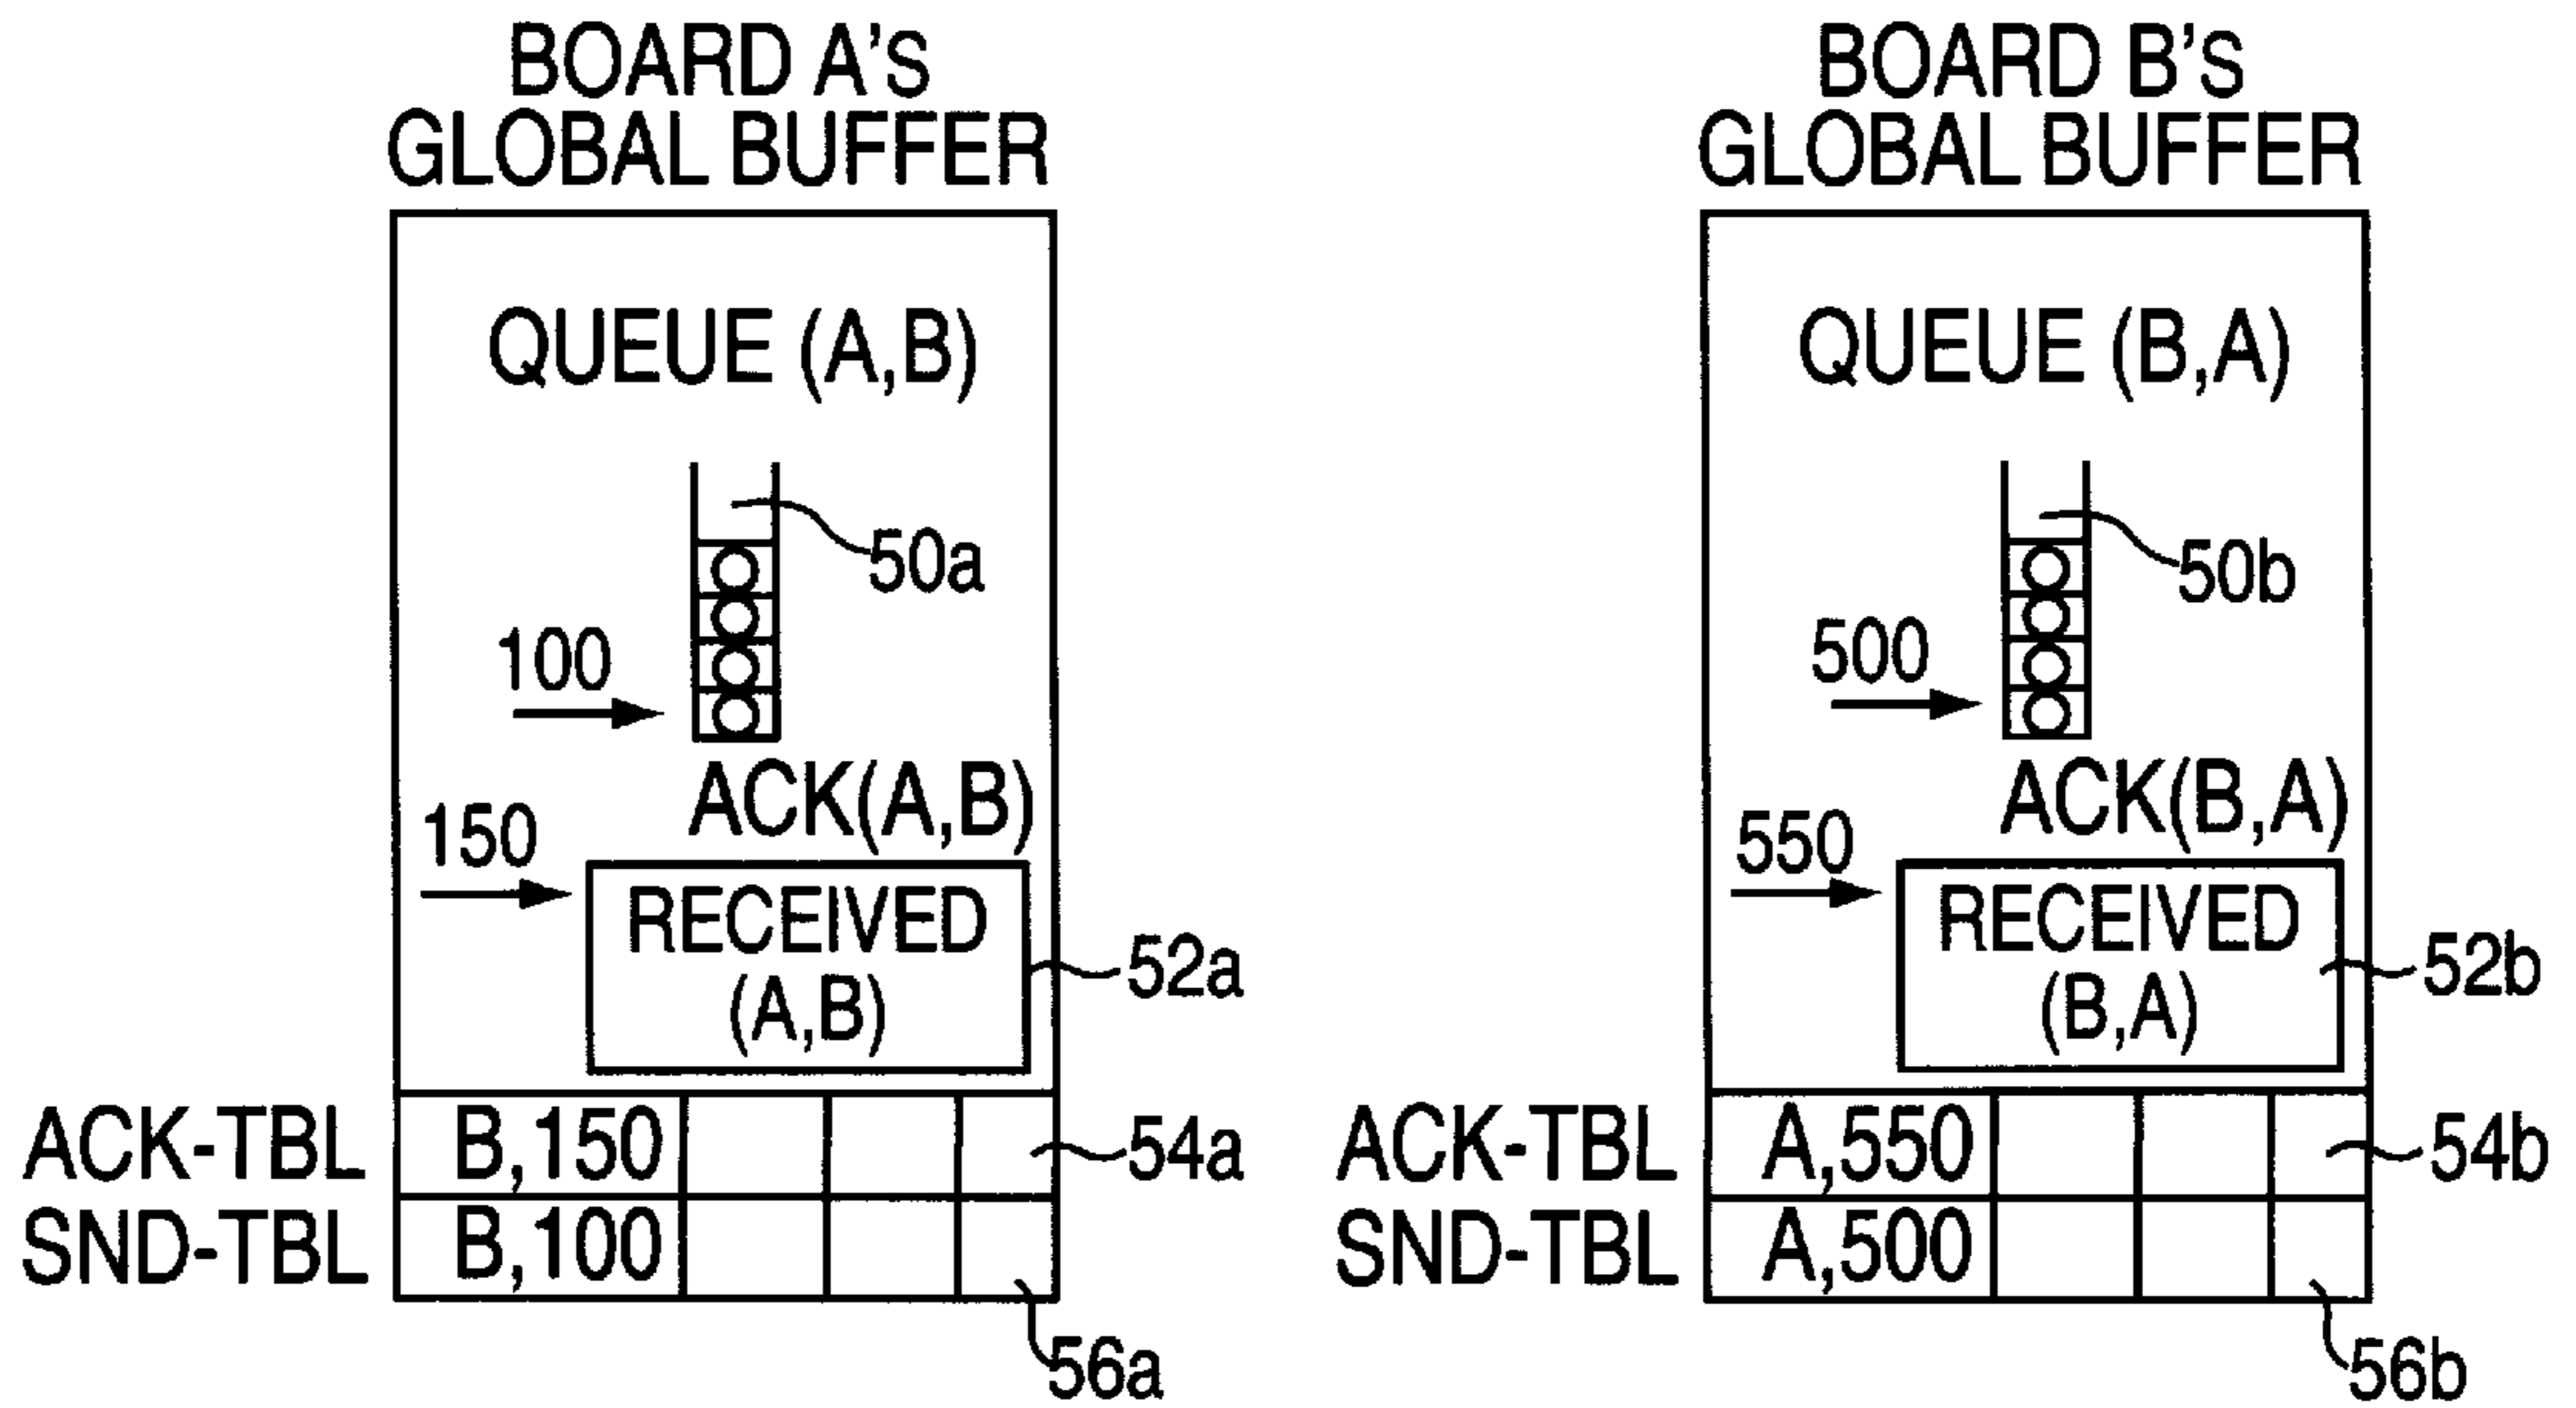 BOARD A'S
GLOBAL BUFFER
QUEUE (A,B)
50a
100
ACK(A,B)
150
RECEIVED
(A,B)
52a
ACK-TBL B,150
54a
SND-TBL B,100
56a
BOARD B'S
GLOBAL BUFFER
QUEUE (B,A)
50b
500
ACK(B,A)
550
RECEIVED
(B,A)
52b
ACK-TBL A,550
54b
SND-TBL A,500
56b